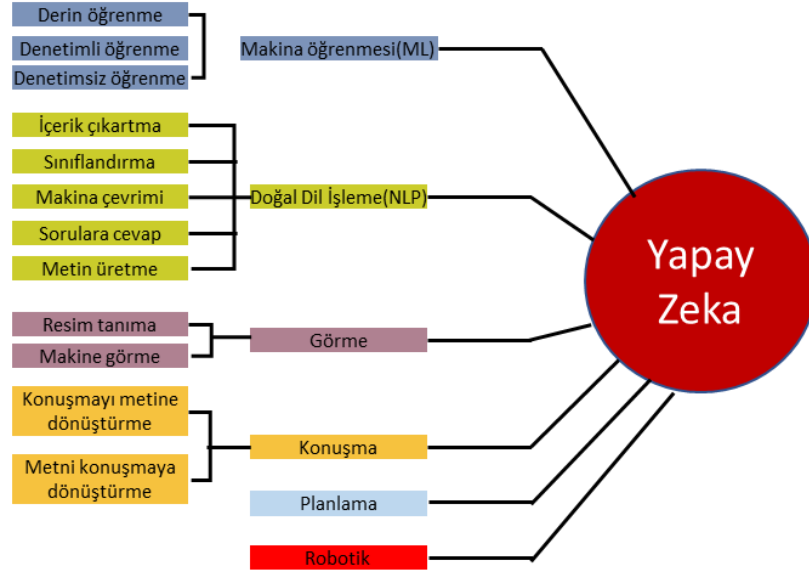 Derin öğrenme
Denetimli öğrenme
Denetimsiz öğrenme
Makina öğrenmesi(ML)
İçerik çıkartma
Sınıflandırma
Makina çevrimi
Sorulara cevap
Metin üretme
Doğal Dil İşleme(NLP)
Resim tanıma
Makine görme
Görme
Konuşmayı metine
dönüştürme
Metni konuşmaya
dönüştürme
Konuşma
Planlama
Robotik
Yapay
Zeka